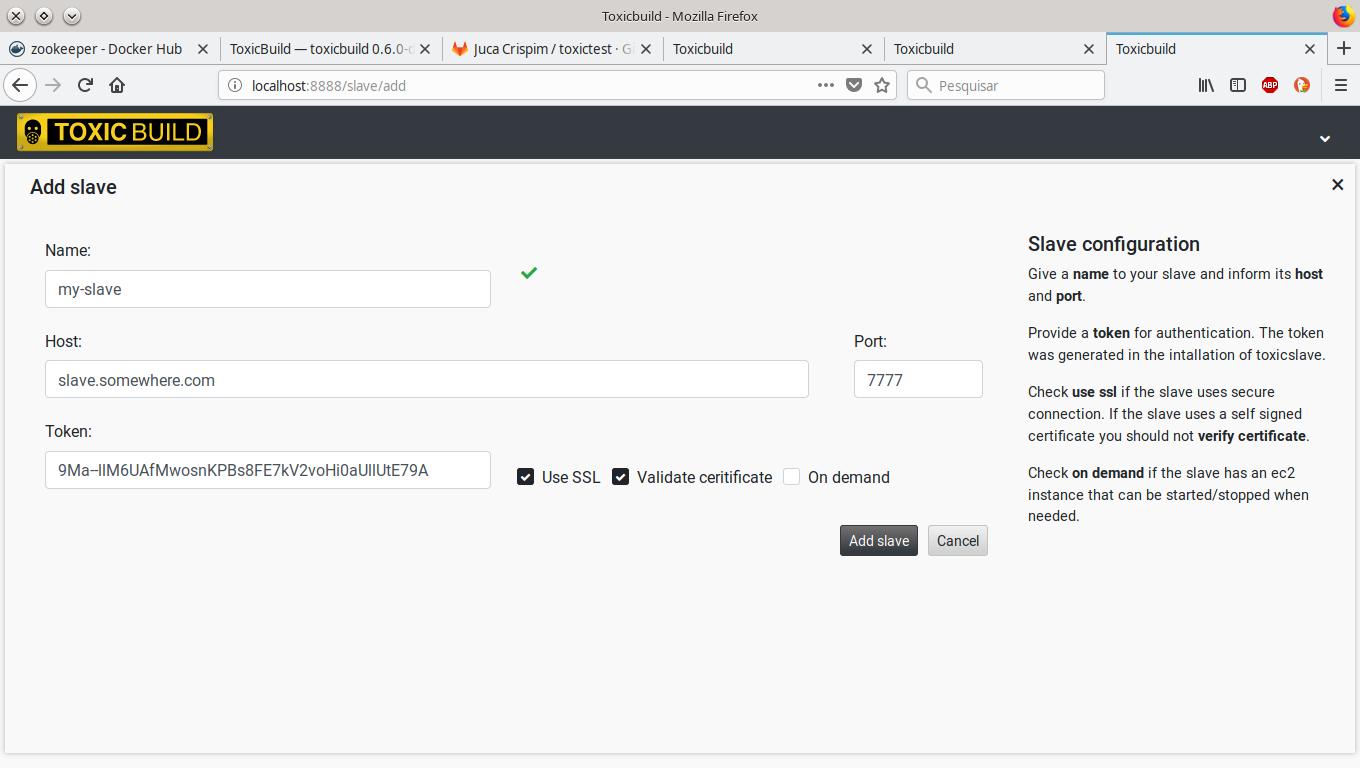 Toxicbuild - Mozilla Firefox
zookeeper - Docker Hub
ToxicBuild — toxicbuild 0.6.0-d
Juca Crispim / toxictest · Gi
Toxicbuild
Toxicbuild
Toxicbuild
localhost:8888/slave/add
Pesquisar
ABP
TOXICBUILD
Add slave
Name:
my-slave
Host:
slave.somewhere.com
Port:
7777
Token:
Use SSL
Validate ceritificate
On demand
Add slave
Cancel
Slave configuration
Give a name to your slave and inform its host
and port.
Provide a token for authentication. The token
was generated in the intallation of toxicslave.
Check use ssl if the slave uses secure
connection. If the slave uses a self signed
certificate you should not verify certificate.
Check on demand if the slave has an ec2
instance that can be started/stopped when
needed.